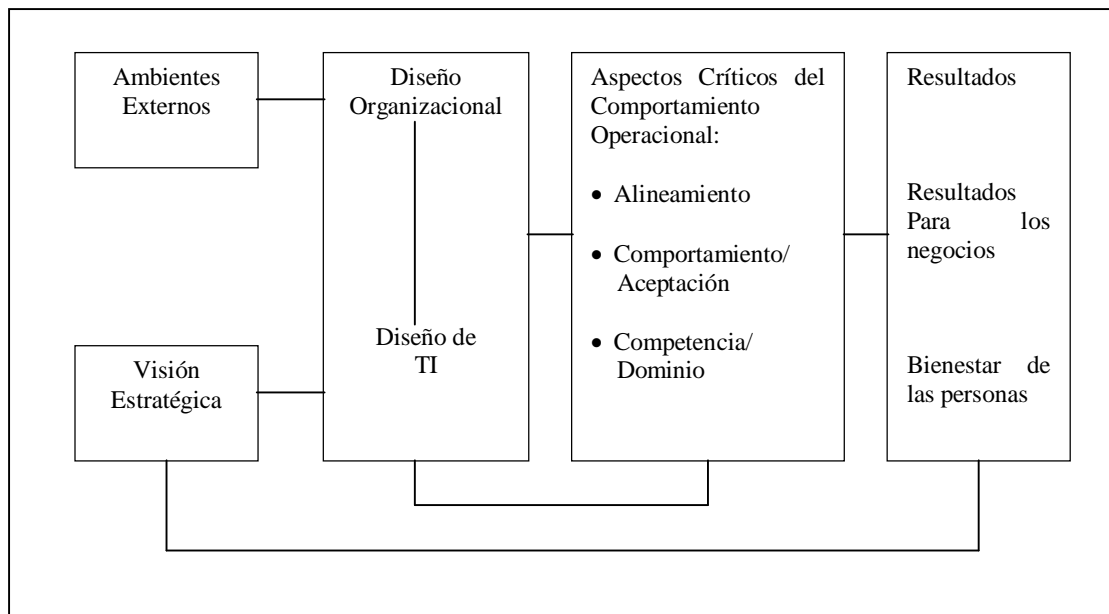 Ambientes
Externos
Visión
Estratégica
Diseño
Organizacional
Diseño de
TI
Aspectos Críticos del
Comportamiento
Operacional:
• Alineamiento
• Comportamiento/
Aceptación
• Competencia/
Dominio
Resultados
Resultados
Para los
negocios
Bienestar de
las personas